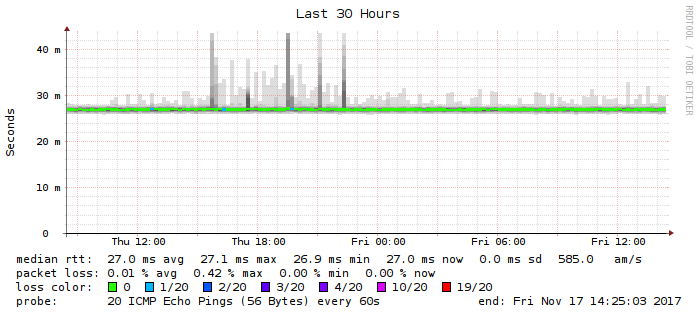 Last 30 Hours
RRDTOOL / TOBI OETIKER
Seconds
40 m
30 m
20 m
10 m
0
Thu 12:00 Thu 18:00 Fri 00:00 Fri 06:00 Fri 12:00
median rtt: 27.0 ms avg 27.1 ms max 26.9 ms min 27.0 ms now 0.0 ms sd 585.0 am/s
packet loss: 0.01 % avg 0.42 % max 0.00 % min 0.00 % now
loss color: 0 1/20 2/20 3/20 4/20 10/20 19/20
probe: 20 ICMP Echo Pings (56 Bytes) every 60s end: Fri Nov 17 14:25:03 2017